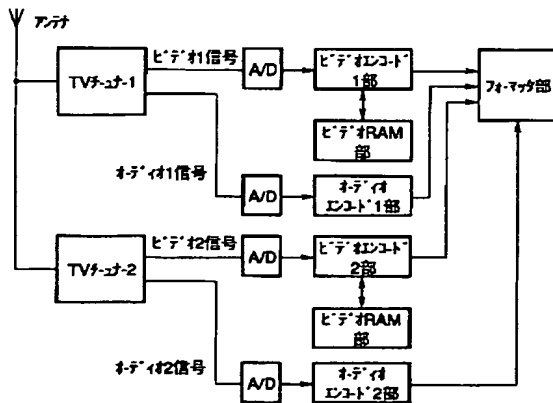 アンテナ
TVチューナー1
ビデオ1信号
A/D
ビデオエンコード
1部
ビデオRAM
部
フォーマッタ部
オーディオ1信号
A/D
オーディオ
エンコード1部
TVチューナー2
ビデオ2信号
A/D
ビデオエンコード
2部
ビデオRAM
部
オーディオ2信号
A/D
オーディオ
エンコード2部